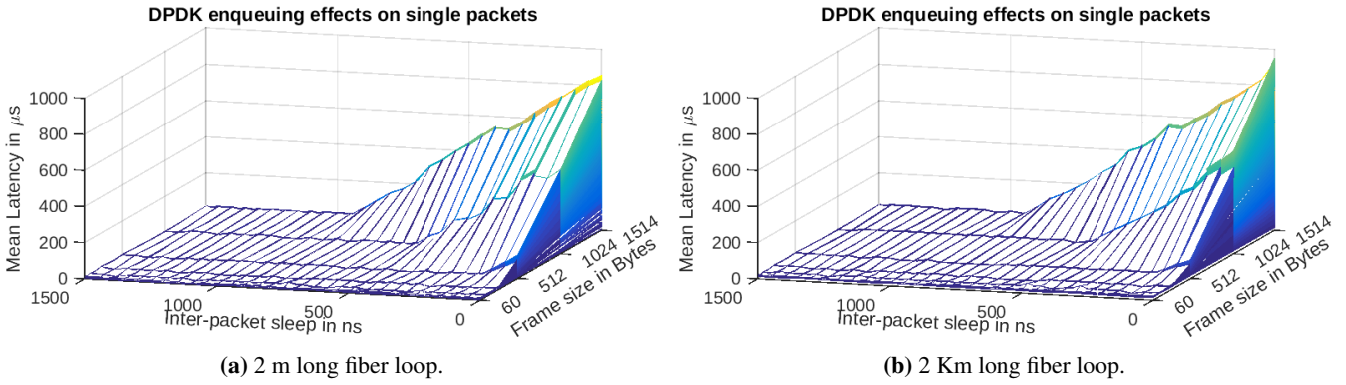 DPDK enqueuing effects on single packets
1000
800
600
400
200
0
Mean Latency in μs
1500
1000
500
0
Inter-packet sleep in ns
60
512
1024
1514
Frame size in Bytes
(a) 2 m long fiber loop.
DPDK enqueuing effects on single packets
1000
800
600
400
200
0
Mean Latency in μs
1500
1000
500
0
Inter-packet sleep in ns
60
512
1024
1514
Frame size in Bytes
(b) 2 Km long fiber loop.